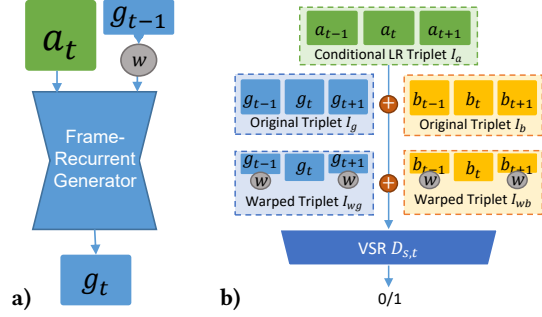 a_t
g_{t-1}
w
Frame-
Recurrent
Generator
g_t
a)
a_{t-1} a_t a_{t+1}
Conditional LR Triplet I_a
g_{t-1} g_t g_{t+1}
Original Triplet I_g
+
b_{t-1} b_t b_{t+1}
Original Triplet I_b
g_{t-1} g_t g_{t+1}
w w
Warped Triplet I_{wg}
+
b_{t-1} b_t b_{t+1}
w w
Warped Triplet I_{wb}
VSR D_{s,t}
0/1
b)